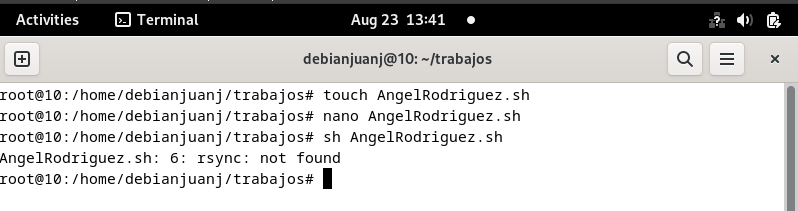 Activities Terminal Aug 23 13:41
debianjuanj@10: ~/trabajos
root@10:/home/debianjuanj/trabajos# touch AngelRodriguez.sh
root@10:/home/debianjuanj/trabajos# nano AngelRodriguez.sh
root@10:/home/debianjuanj/trabajos# sh AngelRodriguez.sh
AngelRodriguez.sh: 6: rsync: not found
root@10:/home/debianjuanj/trabajos#